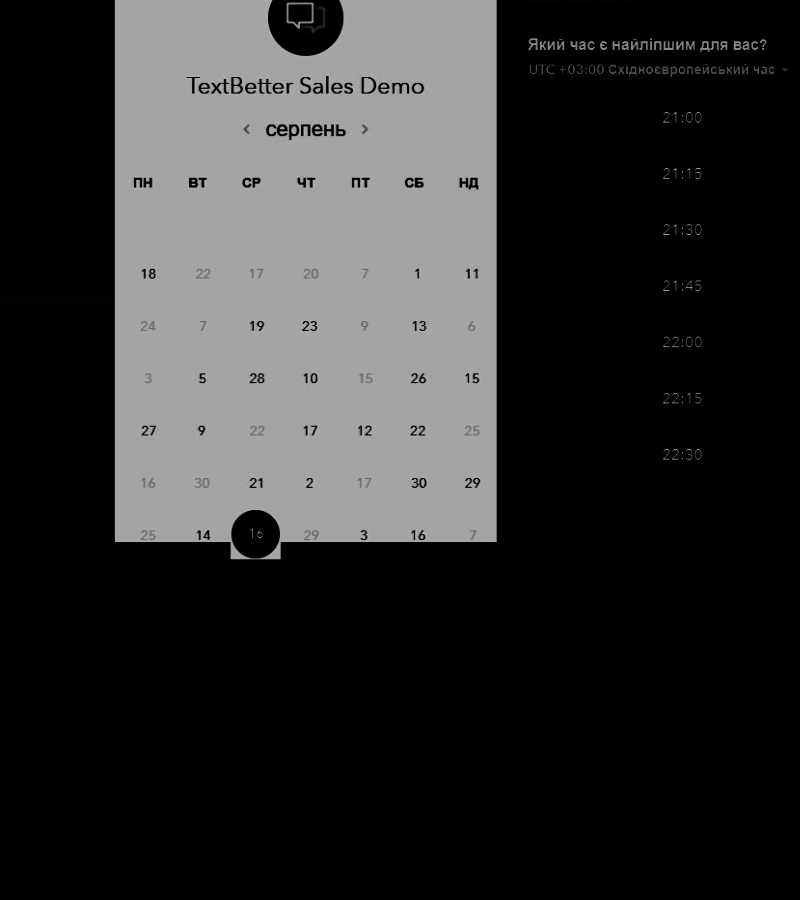 TextBetter Sales Demo
серпень
ПН ВТ СР ЧТ ПТ СБ НД
18 22 17 20 7 1 11
24 7 19 23 9 13 6
3 5 28 10 15 26 15
27 9 22 17 12 22 25
16 30 21 2 17 30 29
25 14 16 29 3 16 7
Який час є найліпшим для вас?
UTC +03:00 Східноєвропейський час
21:00
21:15
21:30
21:45
22:00
22:15
22:30